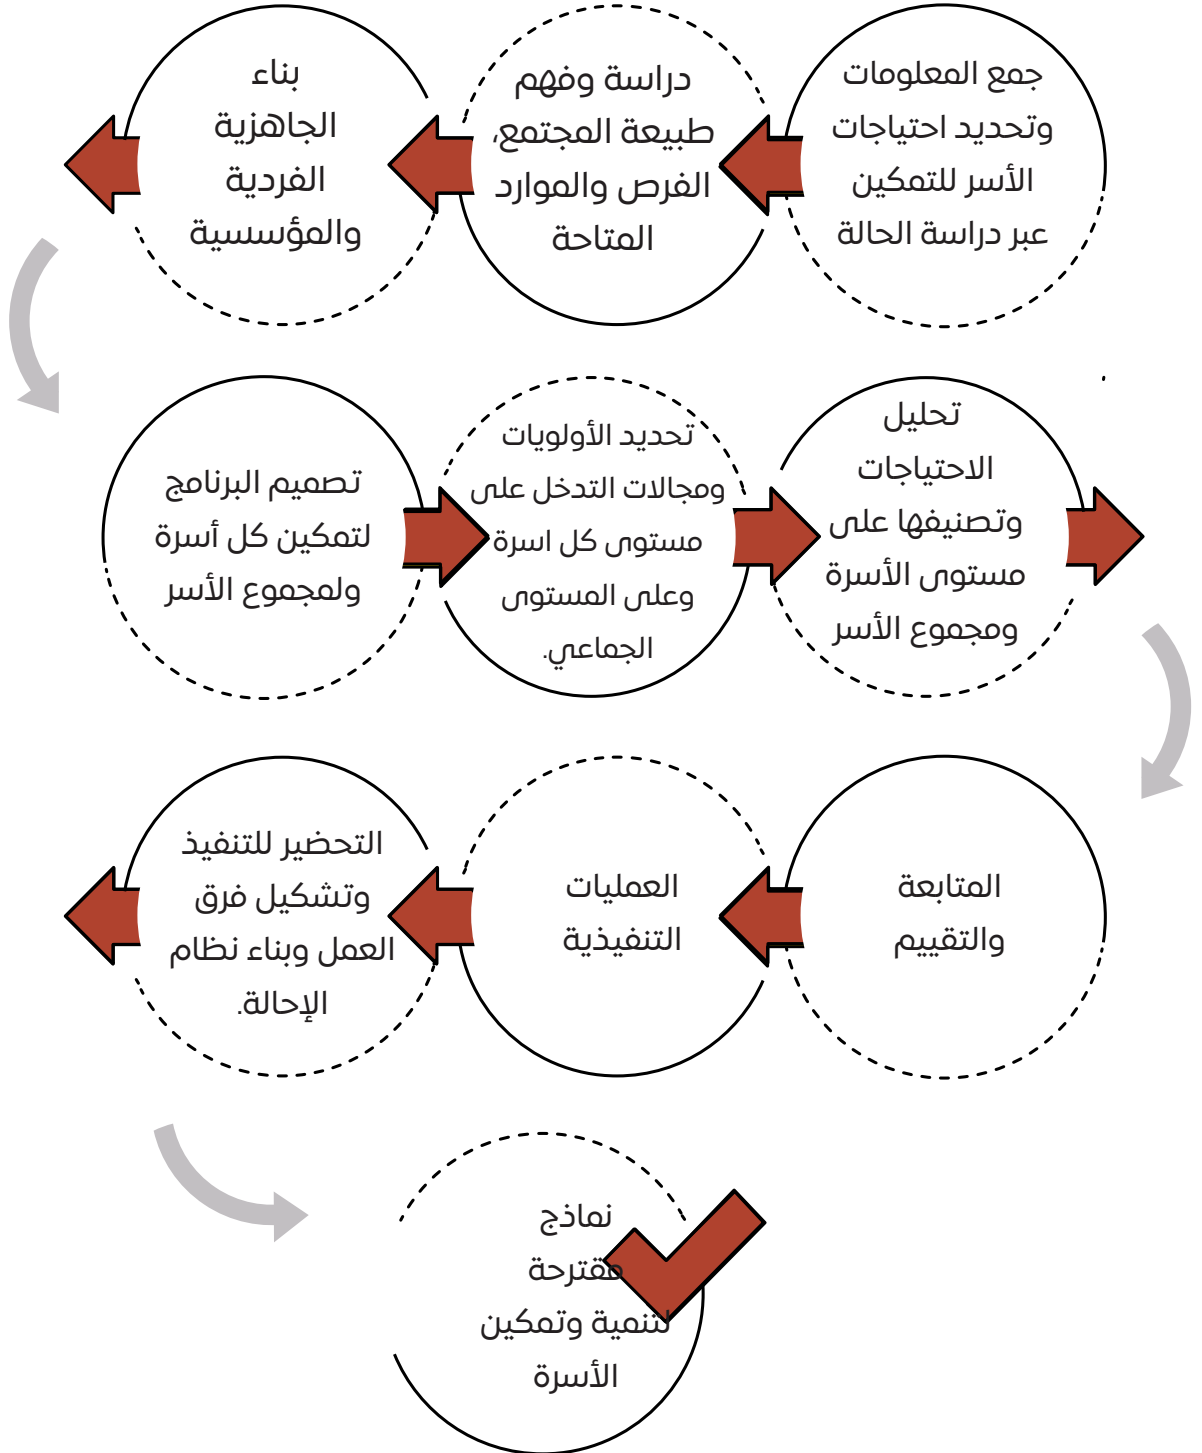 جمع المعلومات
وتحديد احتياجات
الأسر للتمكين
عبر دراسة الحالة
دراسة وفهم
طبيعة المجتمع،
الفرص والموارد
المتاحة
بناء
الجاهزية
الفردية
والمؤسسية
تصميم البرنامج
لتمكين كل أسرة
ولمجموع الأسر
تحديد الأولويات
ومجالات التدخل على
مستوى كل اسرة
وعلى المستوى
الجماعي.
تحليل
الاحتياجات
وتصنيفها على
مستوى الأسرة
ومجموع الأسر
المتابعة
والتقييم
العمليات
التنفيذية
التحضير للتنفيذ
وتشكيل فرق
العمل وبناء نظام
الإحالة.
نماذج
مقترحة
لتنمية وتمكين
الأسرة